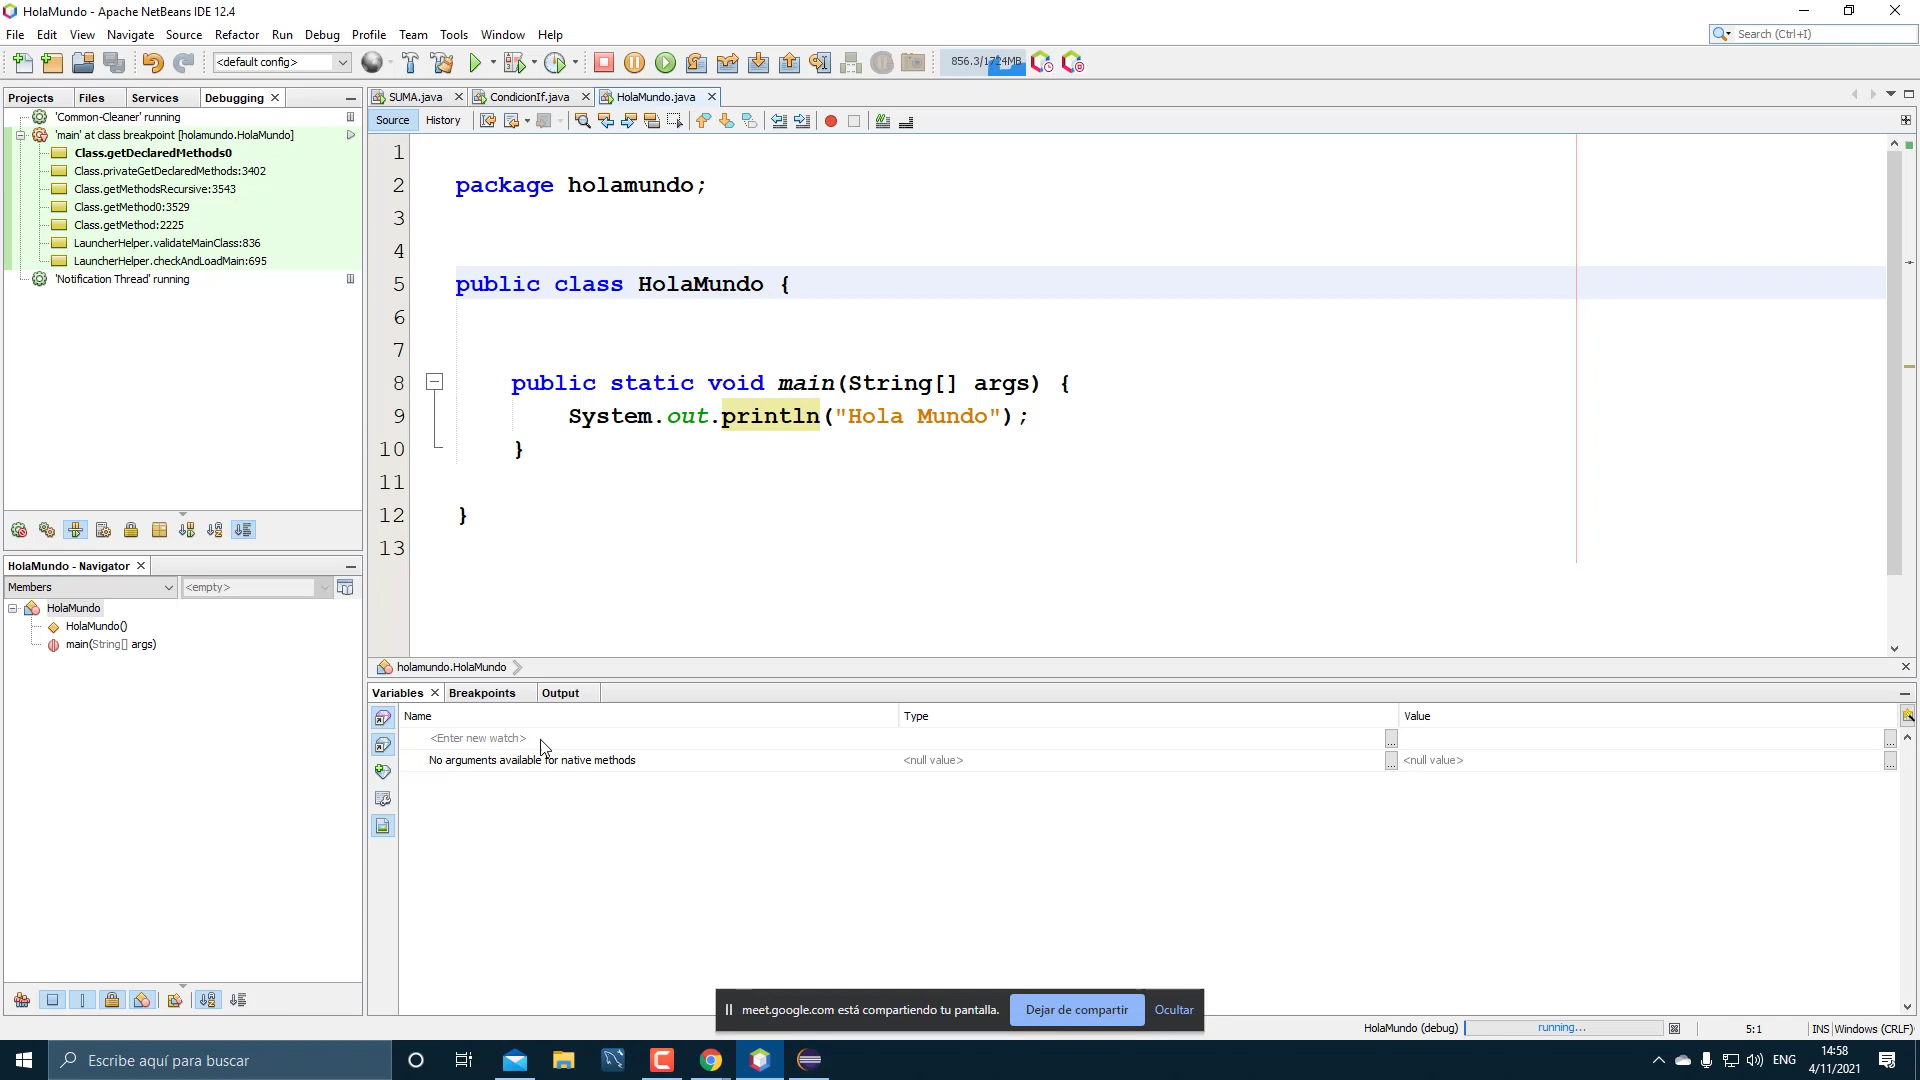 HolaMundo - Apache NetBeans IDE 12.4
File Edit View Navigate Source Refactor Run Debug Profile Team Tools Window Help
Search (Ctrl+I)
<default config>
856.3/1724MB
Projects Files Services Debugging
SUMA.java CondicionIf.java HolaMundo.java
Source History
'Common-Cleaner' running
'main' at class breakpoint [holamundo.HolaMundo]
Class.getDeclaredMethods0
Class.privateGetDeclaredMethods:3402
Class.getMethodsRecursive:3543
Class.getMethod0:3529
Class.getMethod:2225
LauncherHelper.validateMainClass:836
LauncherHelper.checkAndLoadMain:695
'Notification Thread' running
1
2 package holamundo;
3
4
5 public class HolaMundo {
6
7
8 public static void main(String[] args) {
9 System.out.println("Hola Mundo");
10 }
11
12 }
13
HolaMundo - Navigator
Members
<empty>
HolaMundo
HolaMundo()
main(String[] args)
holamundo.HolaMundo
Variables Breakpoints Output
Name Type Value
<Enter new watch>
No arguments available for native methods <null value> <null value>
meet.google.com está compartiendo tu pantalla. Dejar de compartir Ocultar
HolaMundo (debug) running... 5:1 INS Windows (CRLF)
Escribe aquí para buscar
ENG
14:58
4/11/2021